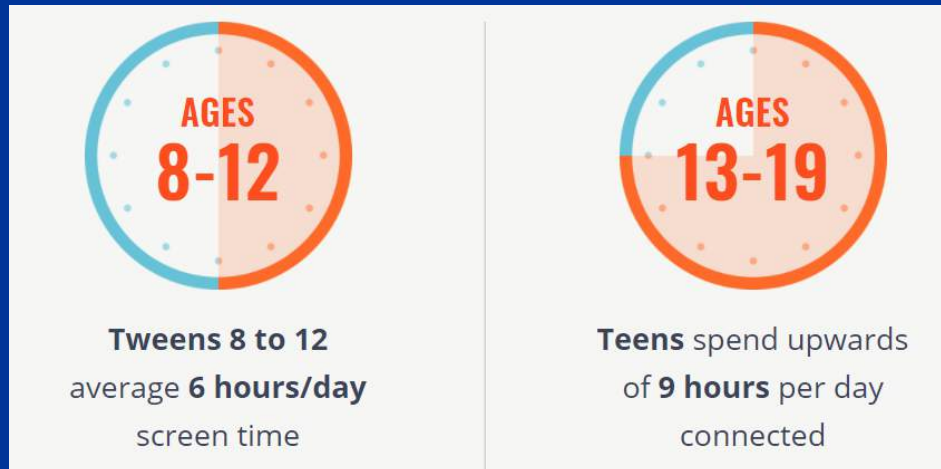 AGES
8-12
Tweens 8 to 12
average 6 hours/day
screen time
AGES
13-19
Teens spend upwards
of 9 hours per day
connected